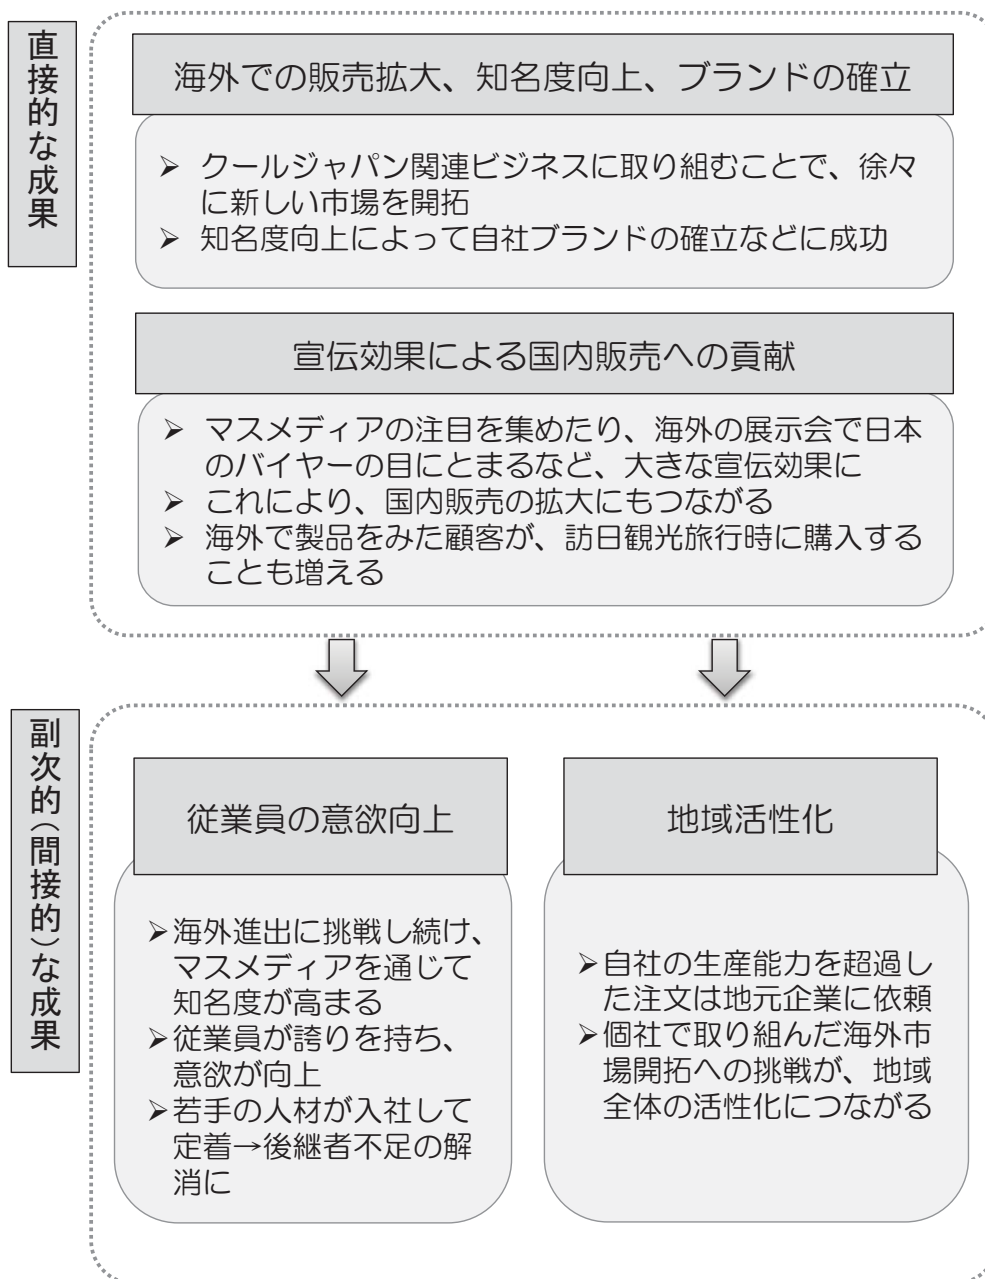 直接的な成果
海外での販売拡大、知名度向上、ブランドの確立
➢ クールジャパン関連ビジネスに取り組むことで、徐々
に新しい市場を開拓
➢ 知名度向上によって自社ブランドの確立などに成功
宣伝効果による国内販売への貢献
➢ マスメディアの注目を集めたり、海外の展示会で日本
のバイヤーの目にとまるなど、大きな宣伝効果に
➢ これにより、国内販売の拡大にもつながる
➢ 海外で製品をみた顧客が、訪日観光旅行時に購入する
ことも増える
副次的（間接的）な成果
従業員の意欲向上
➢海外進出に挑戦し続け、
マスメディアを通じて
知名度が高まる
➢従業員が誇りを持ち、
意欲が向上
➢若手の人材が入社して
定着→後継者不足の解
消に
地域活性化
➢自社の生産能力を超過し
た注文は地元企業に依頼
➢個社で取り組んだ海外市
場開拓への挑戦が、地域
全体の活性化につながる